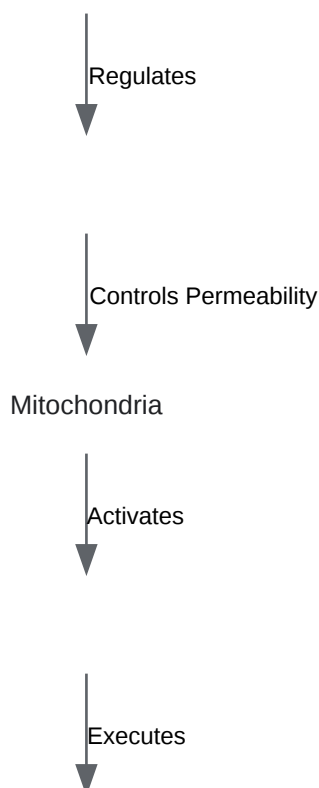 Regulates
Controls Permeability
Mitochondria
Activates
Executes